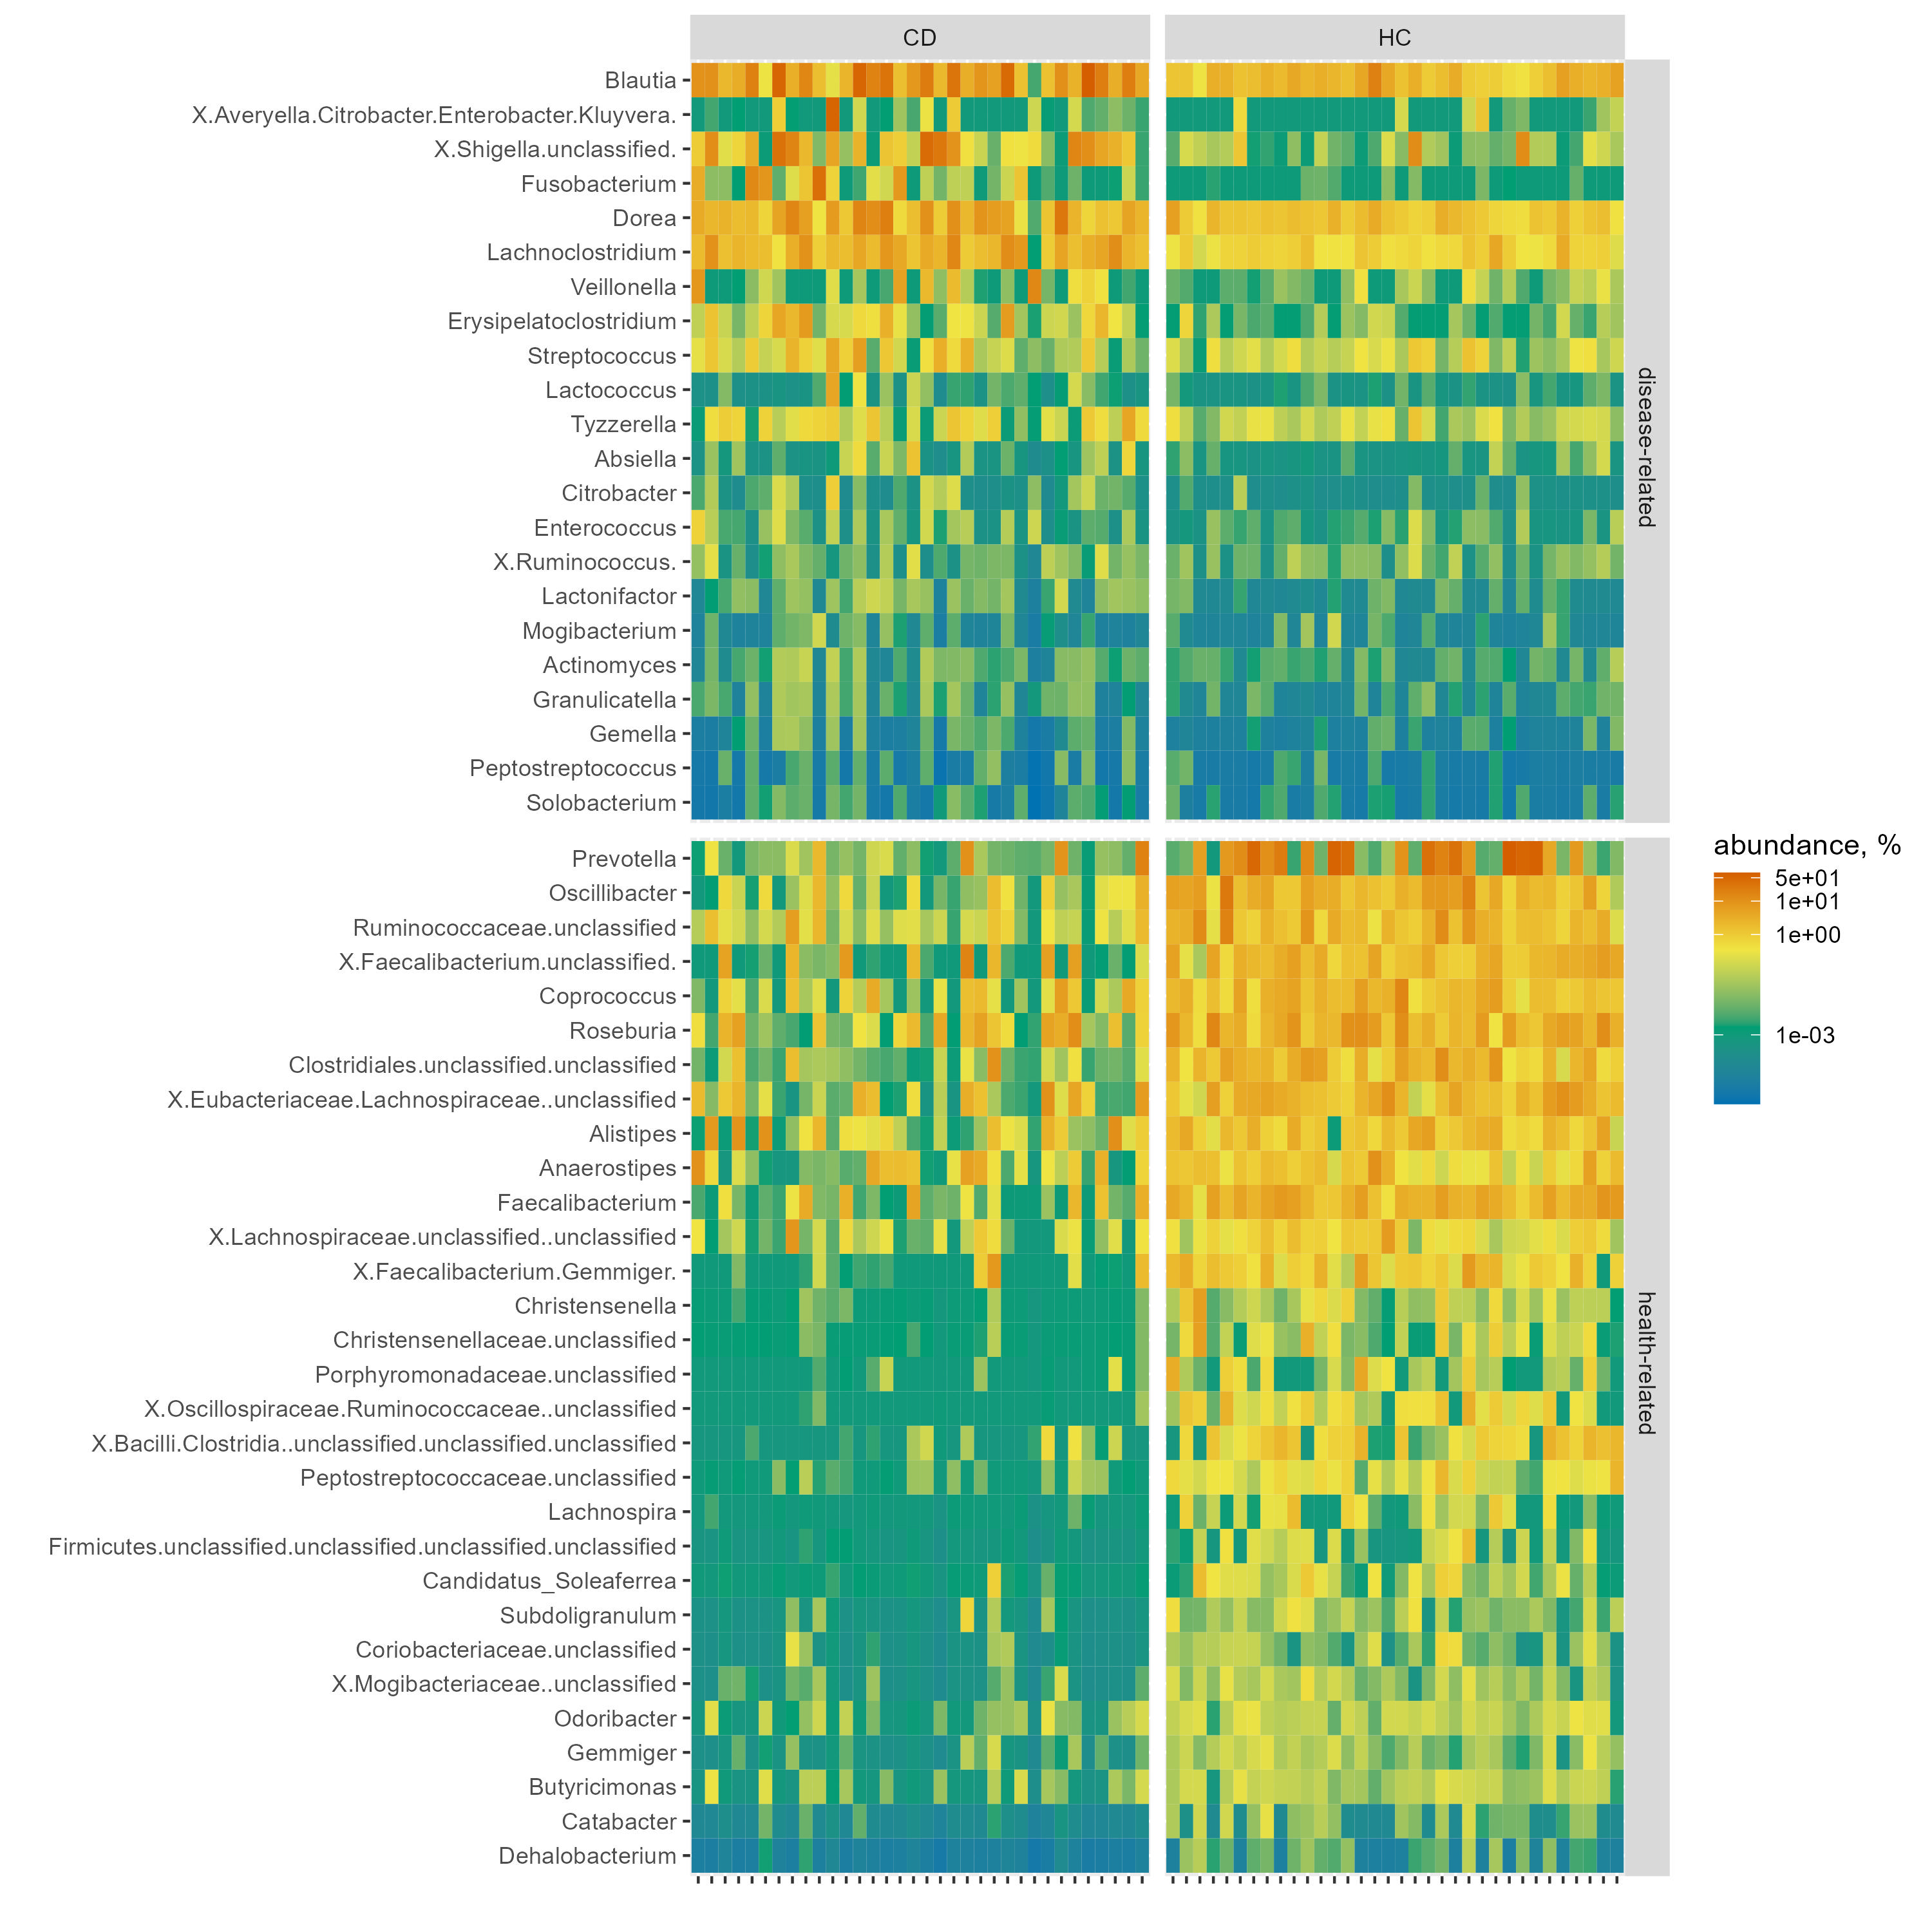 CD
HC
Blautia
X.Averyella.Citrobacter.Enterobacter.Kluyvera.
X.Shigella.unclassified.
Fusobacterium
Dorea
Lachnoclostridium
Veillonella
Erysipelatoclostridium
Streptococcus
Lactococcus
Tyzzerella
Absiella
Citrobacter
Enterococcus
X.Ruminococcus.
Lactonifactor
Mogibacterium
Actinomyces
Granulicatella
Gemella
Peptostreptococcus
Solobacterium
disease-related
Prevotella
Oscillibacter
Ruminococcaceae.unclassified
X.Faecalibacterium.unclassified.
Coprococcus
Roseburia
Clostridiales.unclassified.unclassified
X.Eubacteriaceae.Lachnospiraceae..unclassified
Alistipes
Anaerostipes
Faecalibacterium
X.Lachnospiraceae.unclassified..unclassified
X.Faecalibacterium.Gemmiger.
Christensenella
Christensenellaceae.unclassified
Porphyromonadaceae.unclassified
X.Oscillospiraceae.Ruminococcaceae..unclassified
X.Bacilli.Clostridia..unclassified.unclassified.unclassified
Peptostreptococcaceae.unclassified
Lachnospira
Firmicutes.unclassified.unclassified.unclassified.unclassified
Candidatus_Soleaferrea
Subdoligranulum
Coriobacteriaceae.unclassified
X.Mogibacteriaceae..unclassified
Odoribacter
Gemmiger
Butyricimonas
Catabacter
Dehalobacterium
health-related
abundance, %
5e+01
1e+01
1e+00
1e-03